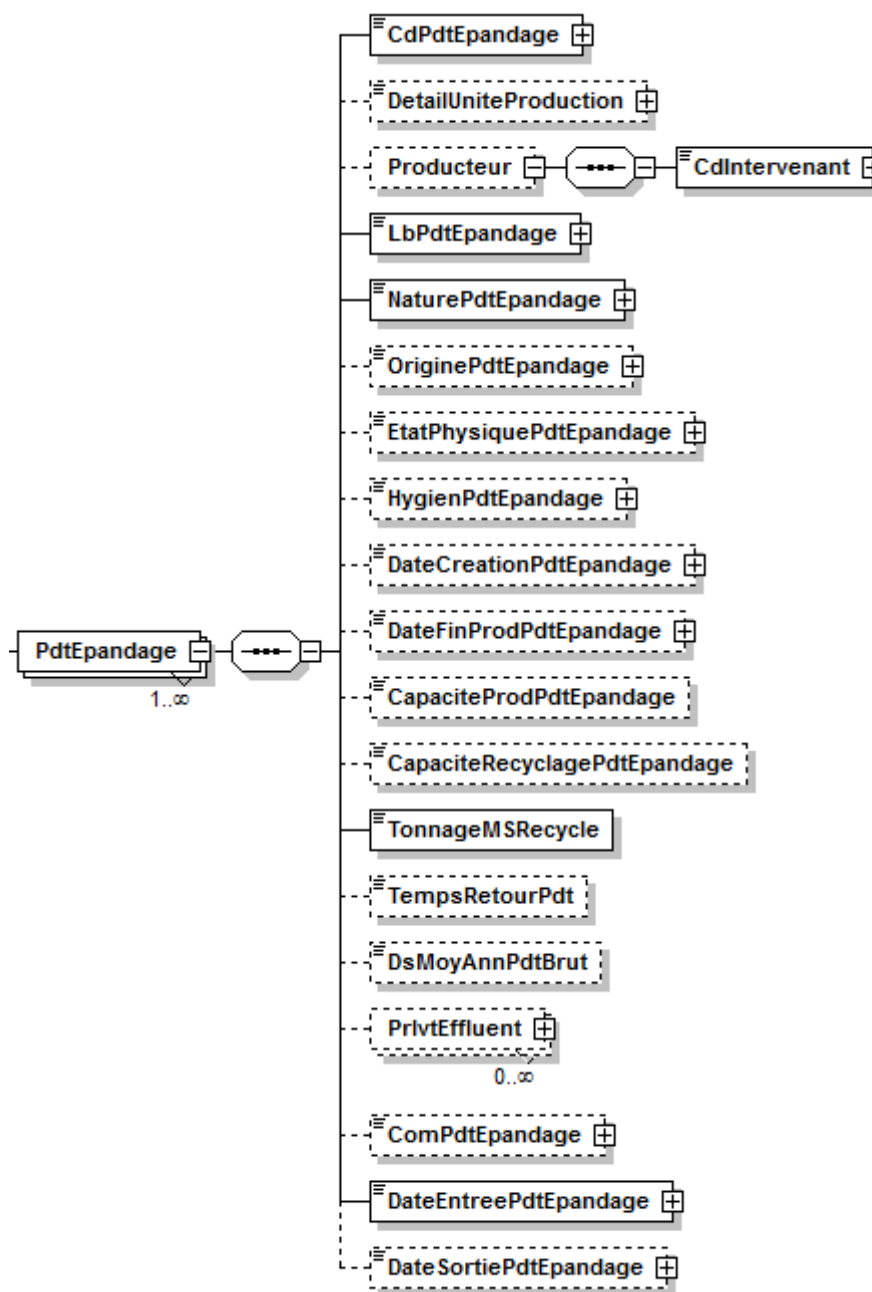 CdPdtEpandage
DetailUniteProduction
Producteur
CdIntervenant
LbPdtEpandage
NaturePdtEpandage
OriginePdtEpandage
EtatPhysiquePdtEpandage
HygienPdtEpandage
DateCreationPdtEpandage
DateFinProdPdtEpandage
PdtEpandage
1..∞
CapaciteProdPdtEpandage
CapaciteRecyclagePdtEpandage
TonnageMSRecycle
TempsRetourPdt
DsMoyAnnPdtBrut
PrlvtEffluent
0..∞
ComPdtEpandage
DateEntreePdtEpandage
DateSortiePdtEpandage